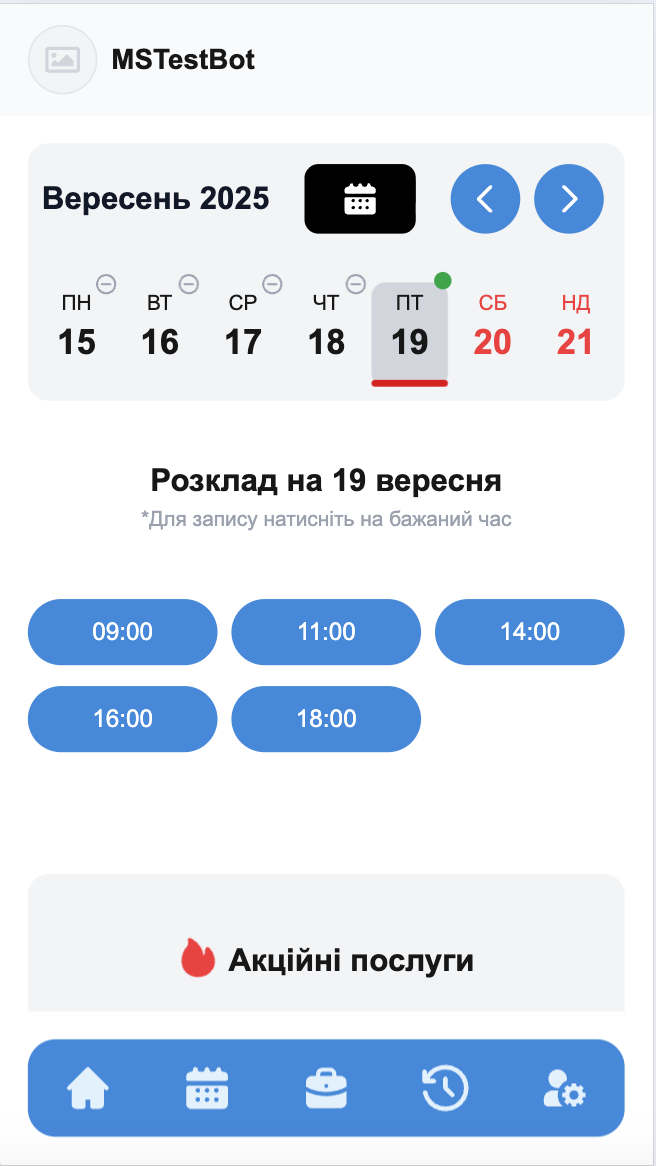 MSTestBot
Вересень 2025
ПН ВТ СР ЧТ ПТ СБ НД
15 16 17 18 19 20 21
Розклад на 19 вересня
*Для запису натисніть на бажаний час
09:00 11:00 14:00
16:00 18:00
Акційні послуги